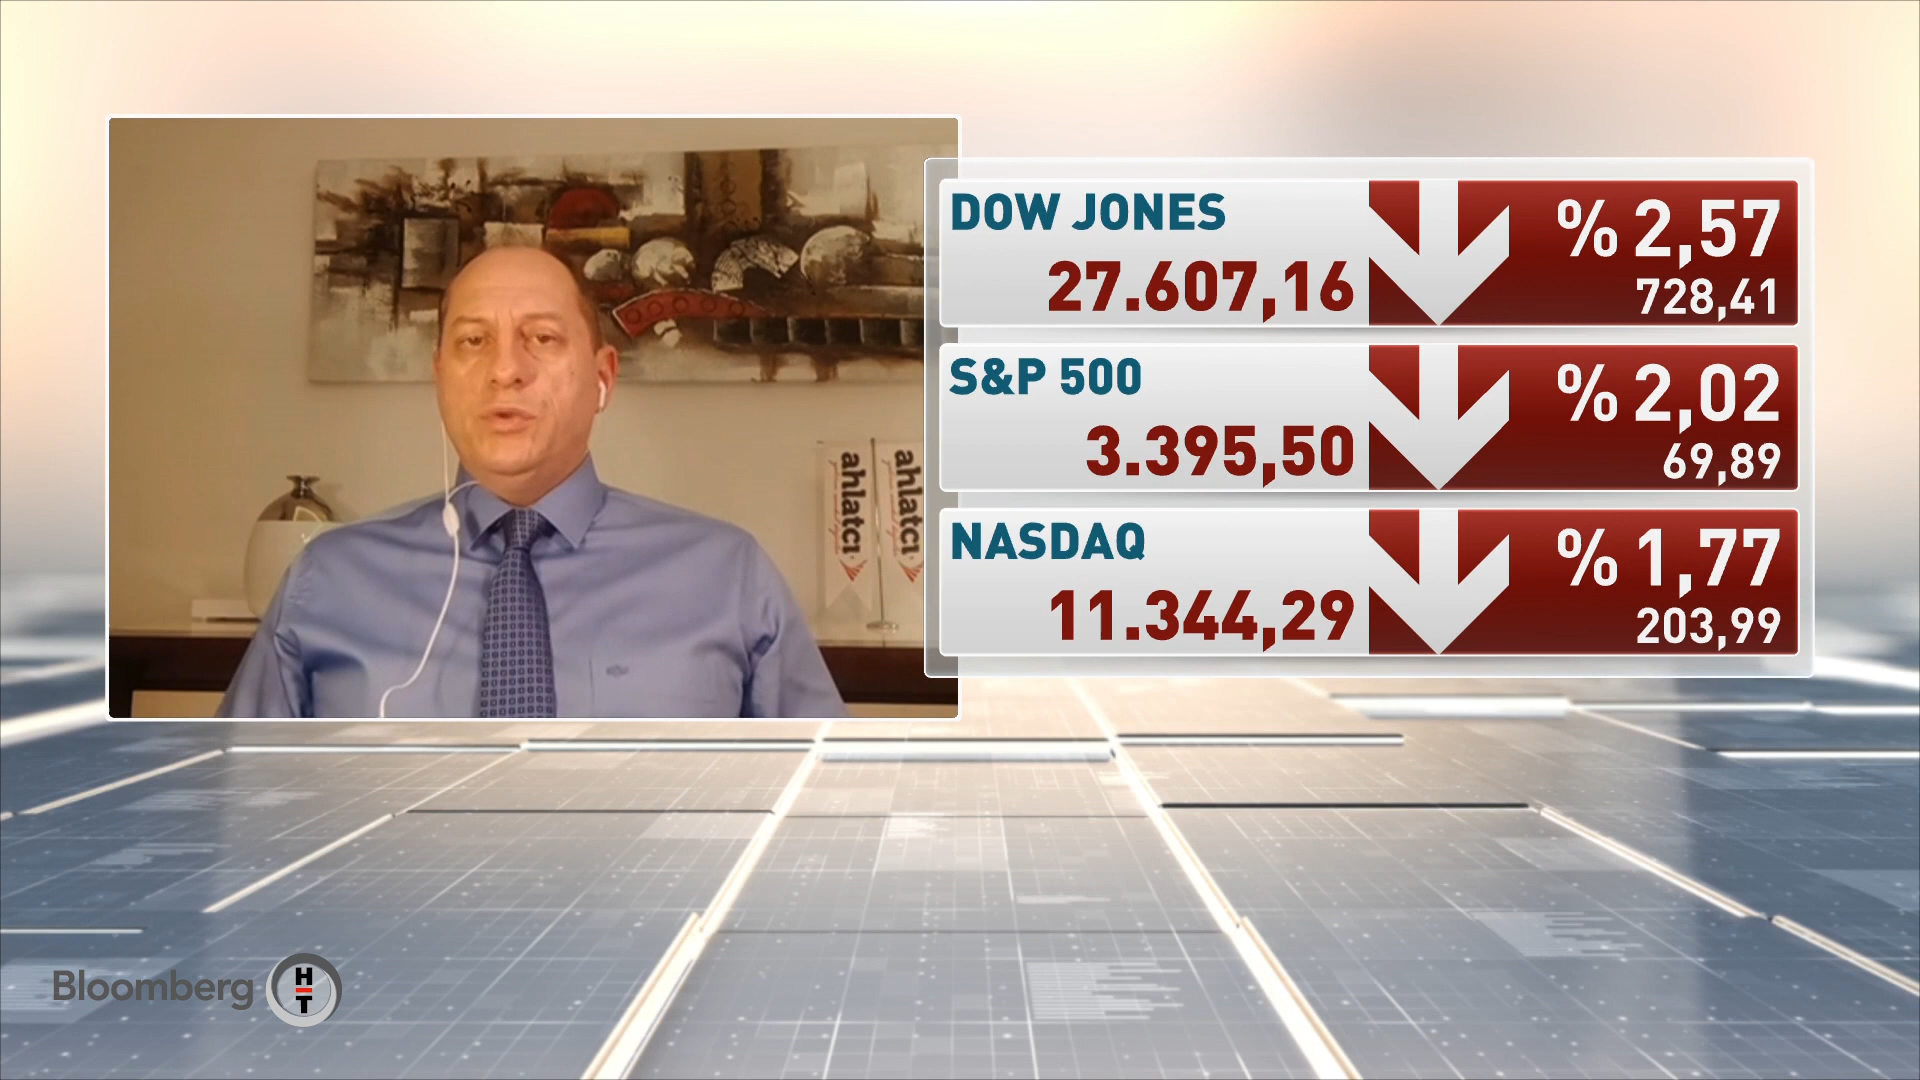 DOW JONES
27.607,16
% 2,57
728,41
S&P 500
3.395,50
% 2,02
69,89
NASDAQ
11.344,29
% 1,77
203,99
ahlatcı
ahlatcı
Bloomberg HT